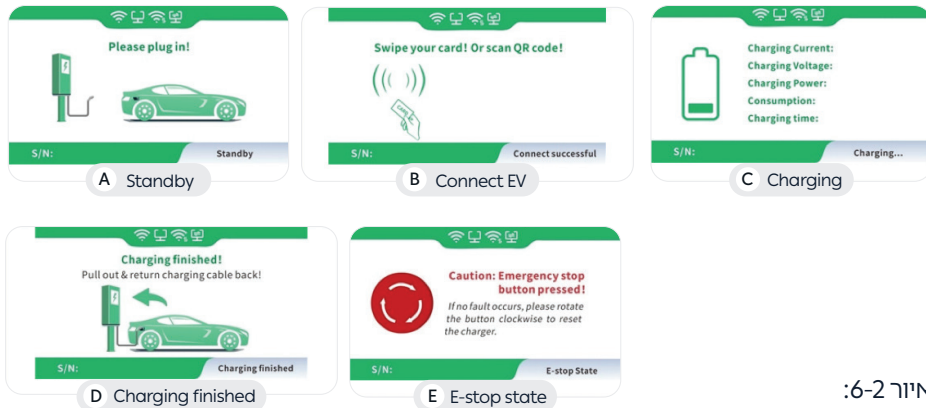 Please plug in!
S/N:
Standby
A Standby
Swipe your card! Or scan QR code!
S/N:
Connect successful
B Connect EV
Charging Current:
Charging Voltage:
Charging Power:
Consumption:
Charging time:
S/N:
Charging...
C Charging
Charging finished!
Pull out & return charging cable back!
S/N:
Charging finished
D Charging finished
Caution: Emergency stop
button pressed!
If no fault occurs, please rotate
the button clockwise to reset
the charger.
S/N:
E-stop State
E E-stop state
איור 6-2: